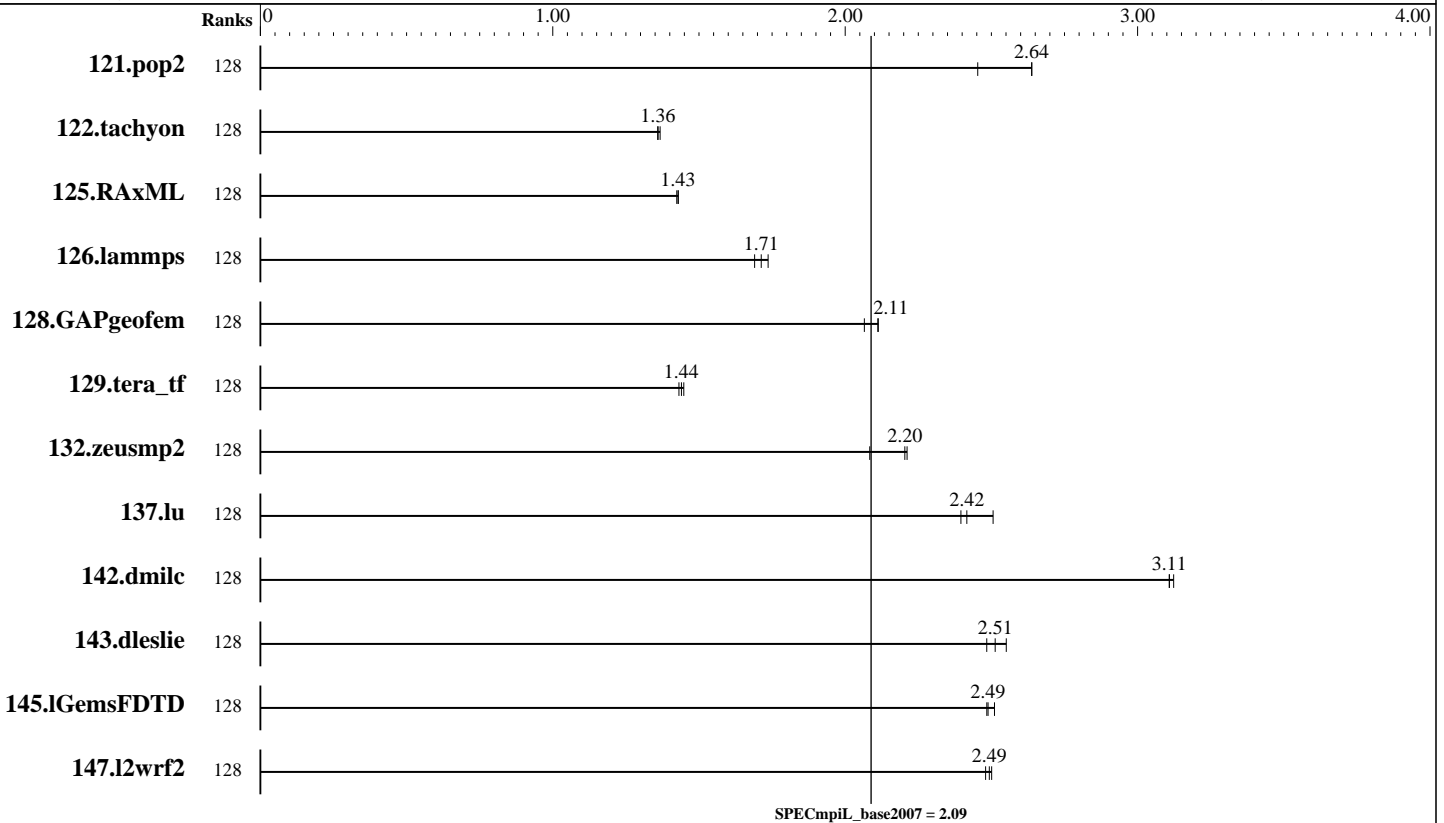 Ranks 0 1.00 2.00 3.00 4.00
121.pop2 128 2.64
122.tachyon 128 1.36
125.RAxML 128 1.43
126.lammps 128 1.71
128.GAPgeofem 128 2.11
129.tera_tf 128 1.44
132.zeusmp2 128 2.20
137.lu 128 2.42
142.dmilc 128 3.11
143.dleslie 128 2.51
145.lGemsFDTD 128 2.49
147.l2wrf2 128 2.49
SPECmpiL_base2007 = 2.09